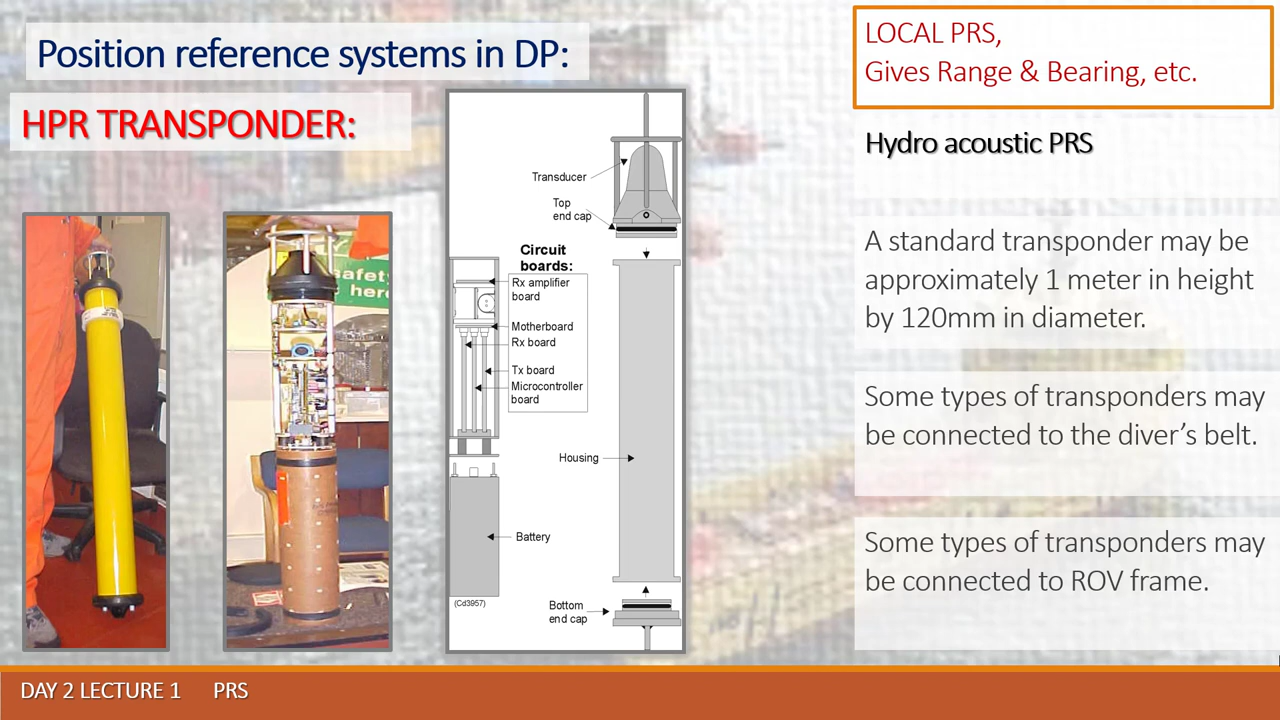 Position reference systems in DP:
HPR TRANSPONDER:
safety
here
Transducer
Top
end cap
Circuit
boards:
Rx amplifier
board
Motherboard
Rx board
Tx board
Microcontroller
board
Housing
Battery
(Cd3957)
Bottom
end cap
LOCAL PRS,
Gives Range & Bearing, etc.
Hydro acoustic PRS
A standard transponder may be
approximately 1 meter in height
by 120mm in diameter.
Some types of transponders may
be connected to the diver’s belt.
Some types of transponders may
be connected to ROV frame.
DAY 2 LECTURE 1 PRS